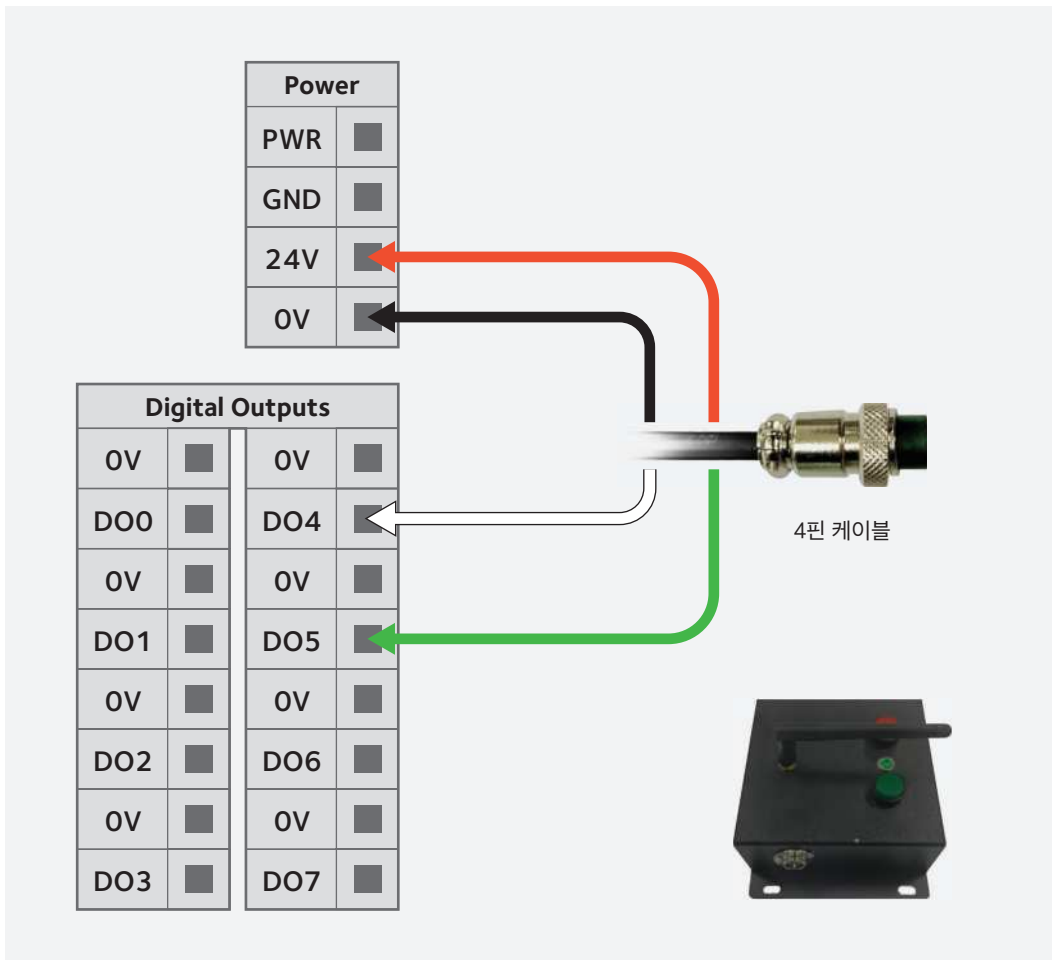 Power
PWR
GND
24V
0V
Digital Outputs
0V 0V
DO0 DO4
0V 0V
DO1 DO5
0V 0V
DO2 DO6
0V 0V
DO3 DO7
4핀 케이블